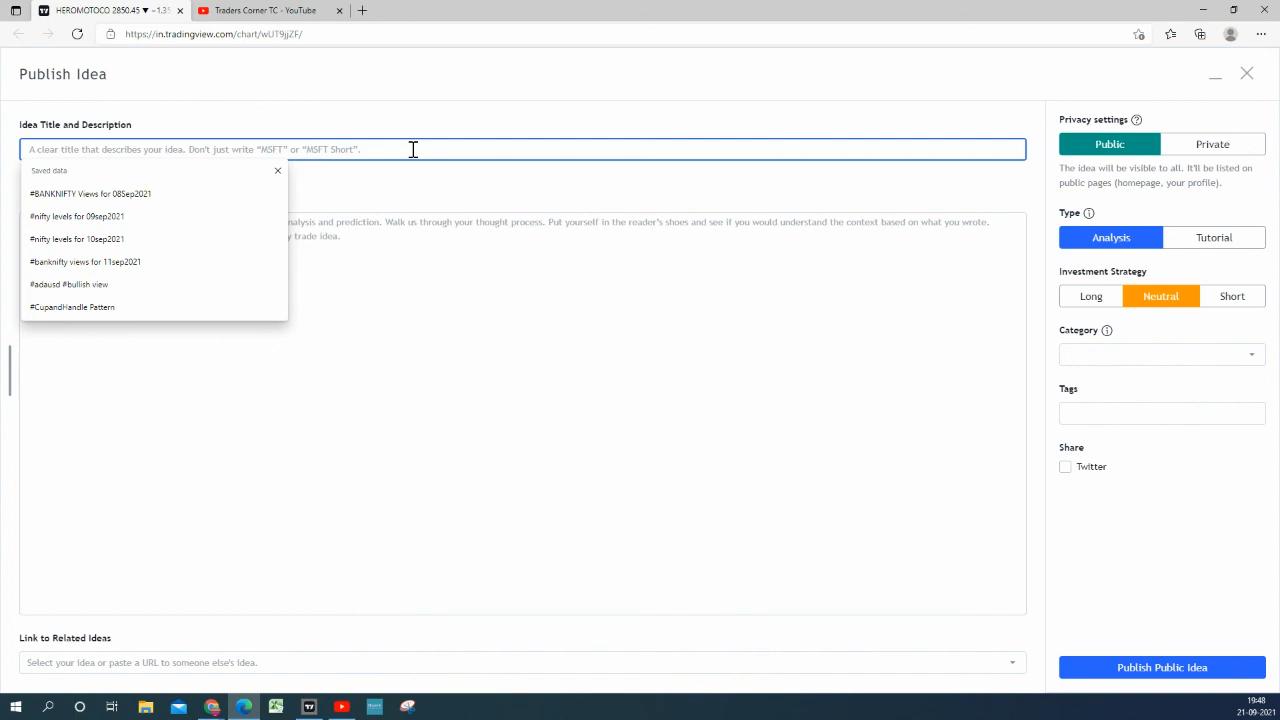 HEROMOTOCO 2850.45 ▼ −1.35
Traders Corner TC - YouTube
https://in.tradingview.com/chart/wUT9jjZF/
Publish Idea
Idea Title and Description
A clear title that describes your idea. Don't just write “MSFT” or “MSFT Short”.
Saved data
#BANKNIFTY Views for 08Sep2021
#nifty levels for 09sep2021
#nifty levels for 10sep2021
#banknifty views for 11sep2021
#adausd #bullish view
#CupandHandle Pattern
nalysis and prediction. Walk us through your thought process. Put yourself in the reader's shoes and see if you would understand the context based on what you wrote.
y trade idea.
Link to Related Ideas
Select your idea or paste a URL to someone else's idea.
Privacy settings
Public Private
The idea will be visible to all. It'll be listed on
public pages (homepage, your profile).
Type
Analysis Tutorial
Investment Strategy
Long Neutral Short
Category
Tags
Share
Twitter
Publish Public Idea
19:48
21-09-2021